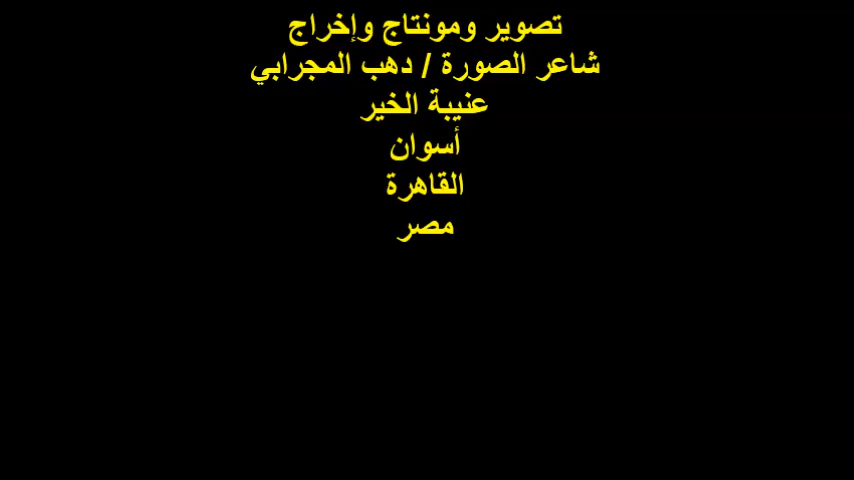 تصوير ومونتاج وإخراج
شاعر الصورة / دهب المجرابي
عنيبة الخير
أسوان
القاهرة
مصر